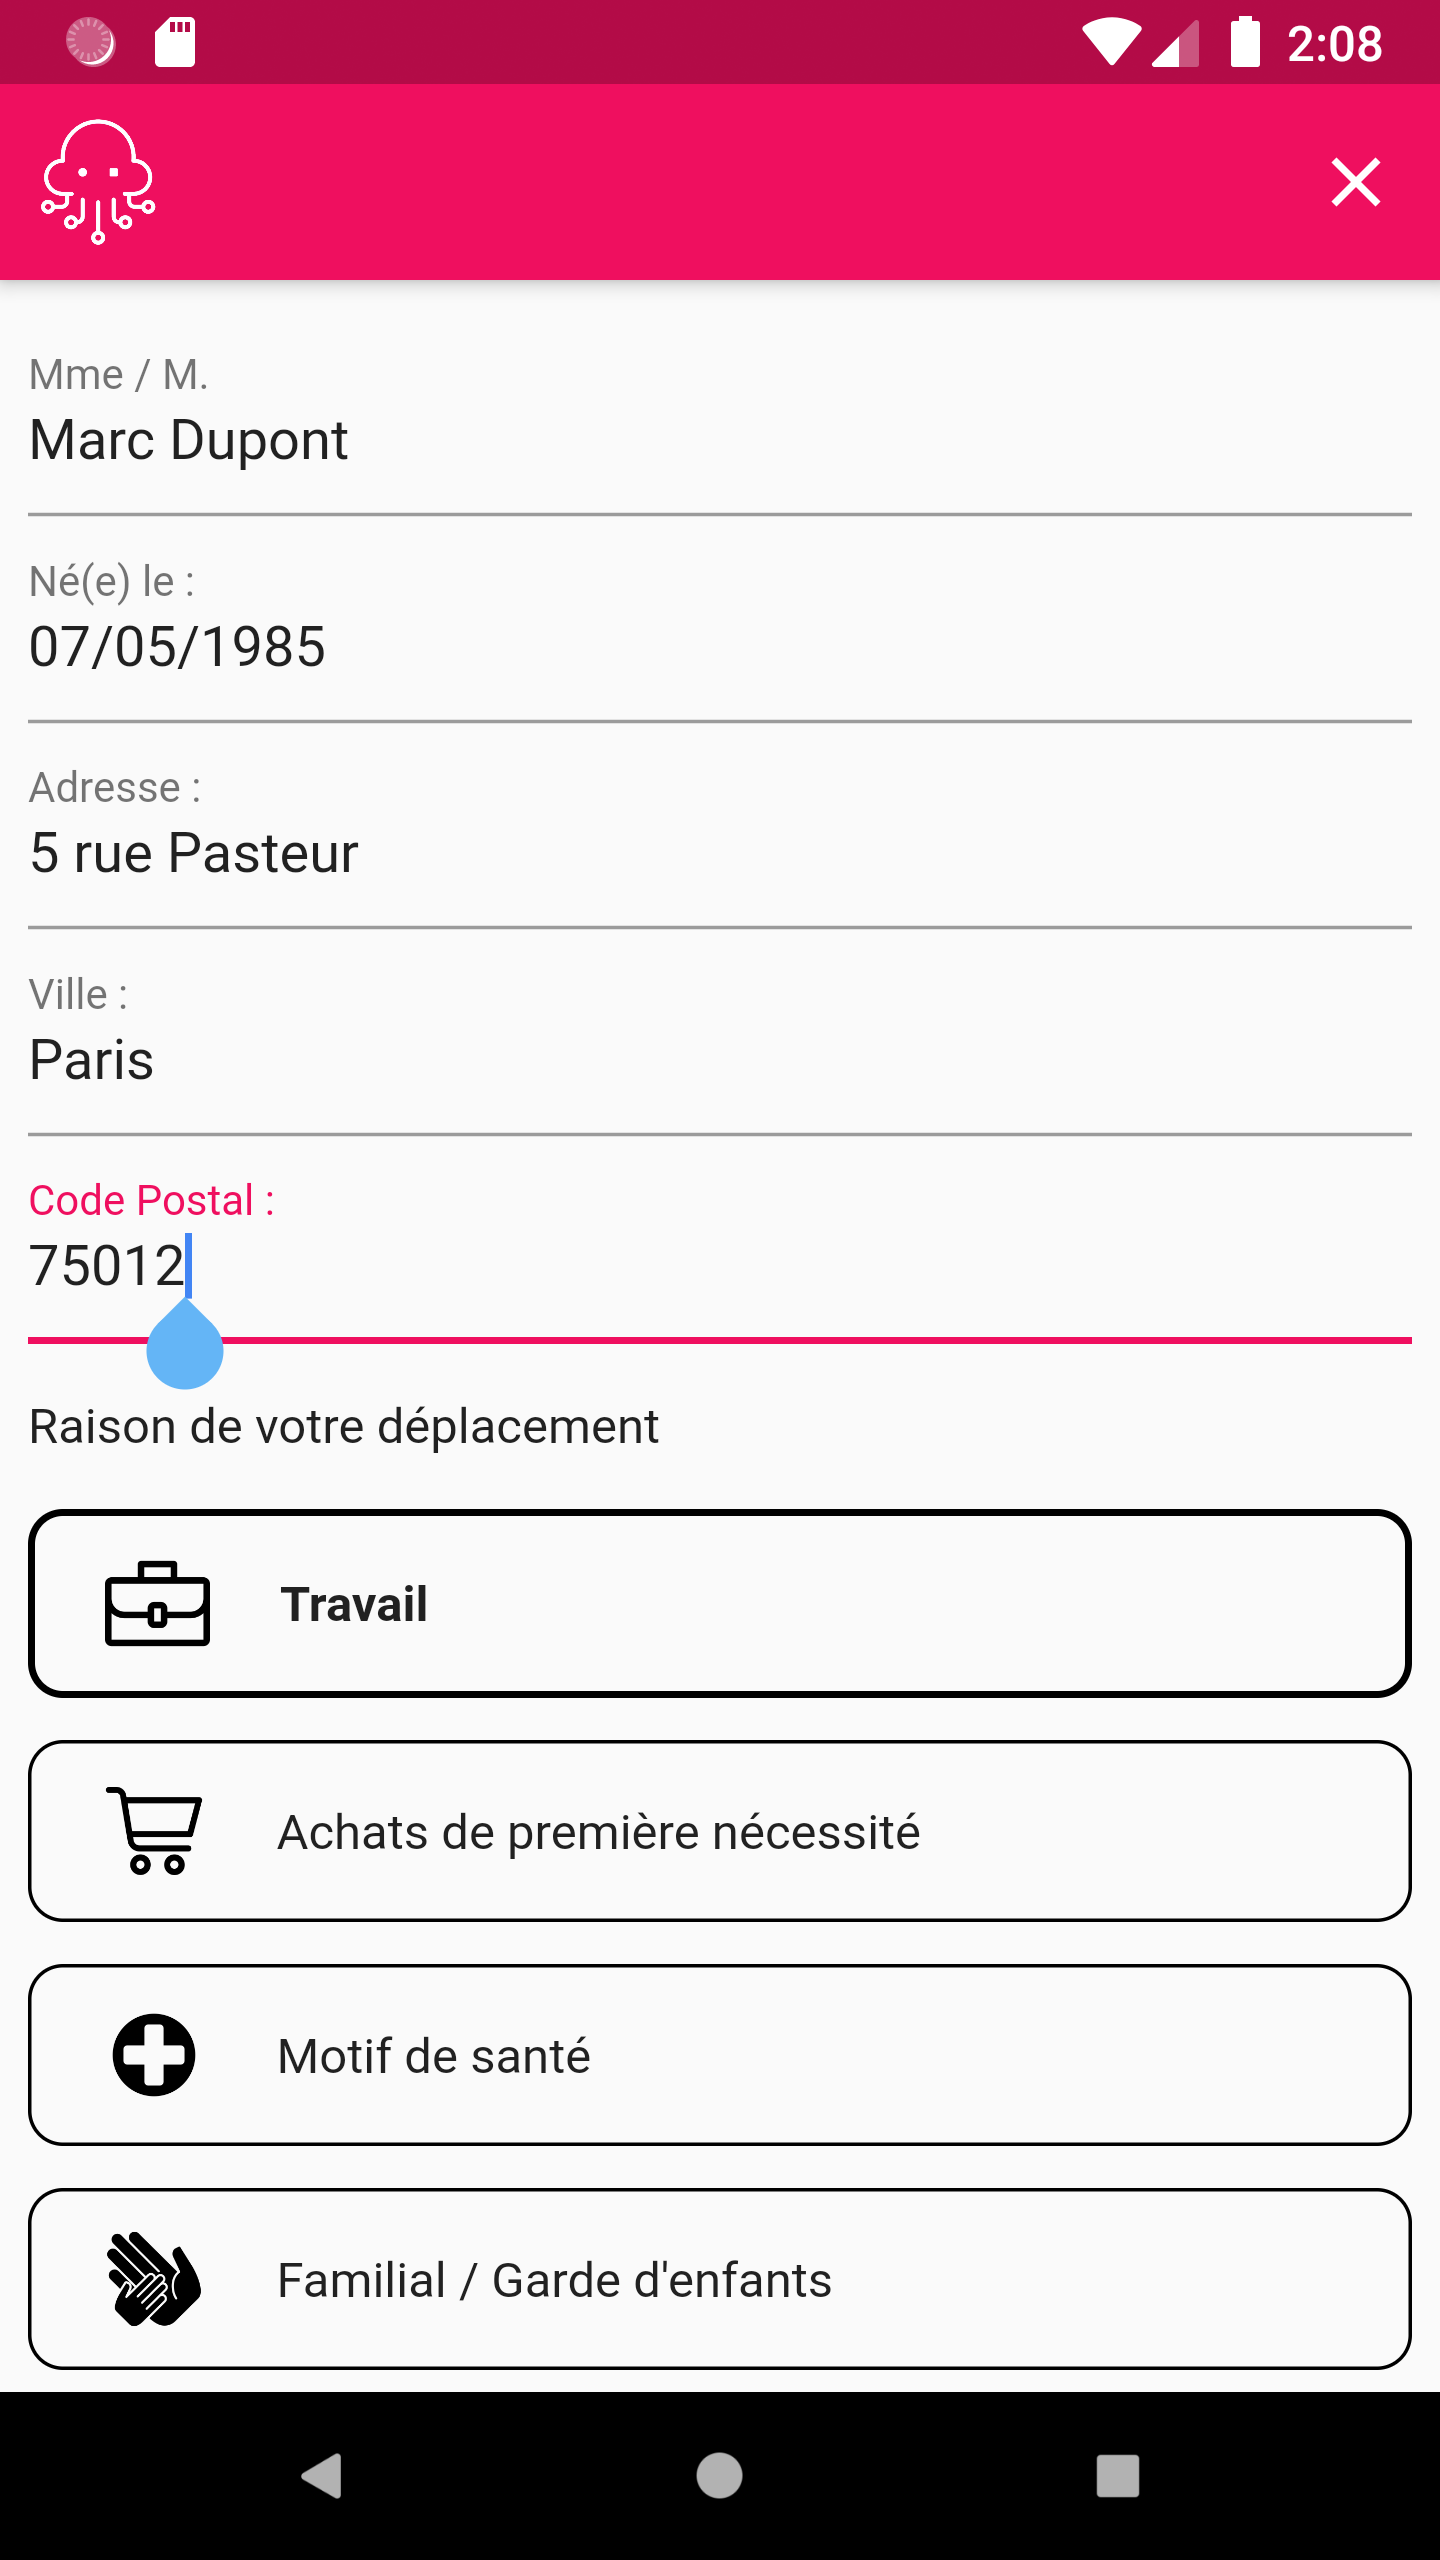 2:08
Mme / M.
Marc Dupont
Né(e) le :
07/05/1985
Adresse :
5 rue Pasteur
Ville :
Paris
Code Postal :
75012
Raison de votre déplacement
Travail
Achats de première nécessité
Motif de santé
Familial / Garde d'enfants